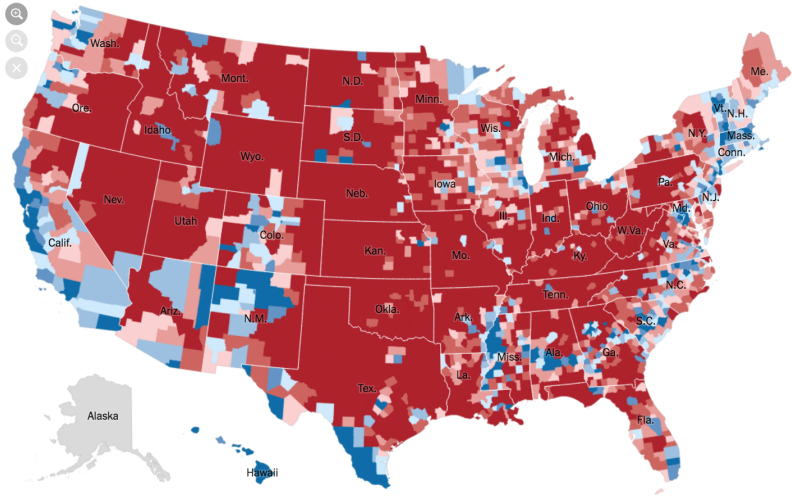 Wash.
Mont.
N.D.
Minn.
Me.
Ore.
Idaho
S.D.
Wis.
Mich.
Vt.
N.H.
N.Y.
Mass.
Conn.
Wyo.
Nev.
Utah
Neb.
Iowa
Ill.
Ind.
Ohio
Pa.
N.J.
Md.
Calif.
Colo.
Kan.
Mo.
Ky.
W.Va.
Va.
Ariz.
N.M.
Okla.
Ark.
Tenn.
N.C.
S.C.
Tex.
La.
Miss.
Ala.
Ga.
Fla.
Alaska
Hawaii